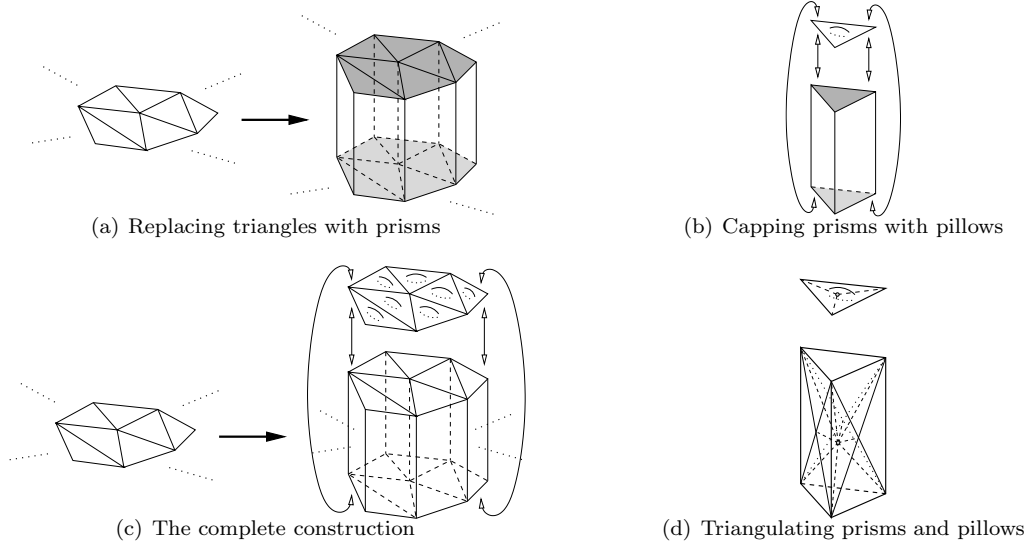 (a) Replacing triangles with prisms
(b) Capping prisms with pillows
(c) The complete construction
(d) Triangulating prisms and pillows